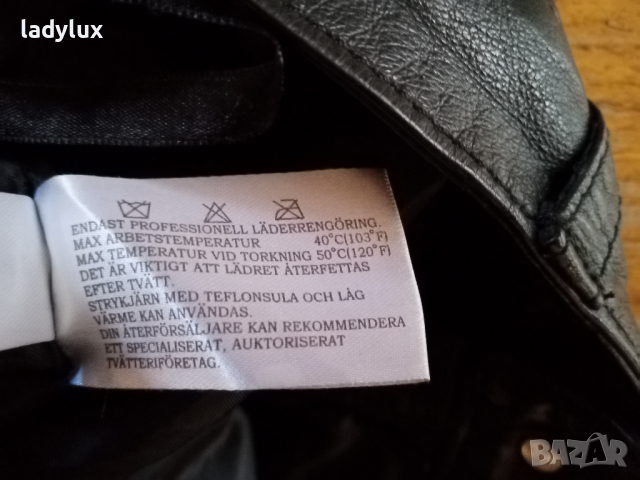 ladylux
ENDAST PROFESSIONELL LÄDERRENGÖRING.
MAX ARBETSTEMPERATUR 40°C(103°F)
MAX TEMPERATUR VID TORKNING 50°C(120°F)
DET ÄR VIKTIGT ATT LÄDRET ÅTERFETTAS
EFTER TVÄTT.
STRYKJÄRN MED TEFLONSULA OCH LÅG
VÄRME KAN ANVÄNDAS.
DIN ÅTERFÖRSÄLJARE KAN REKOMMENDERA
ETT SPECIALISERAT, AUKTORISERAT
TVÄTTERIFÖRETAG.
BAZAR